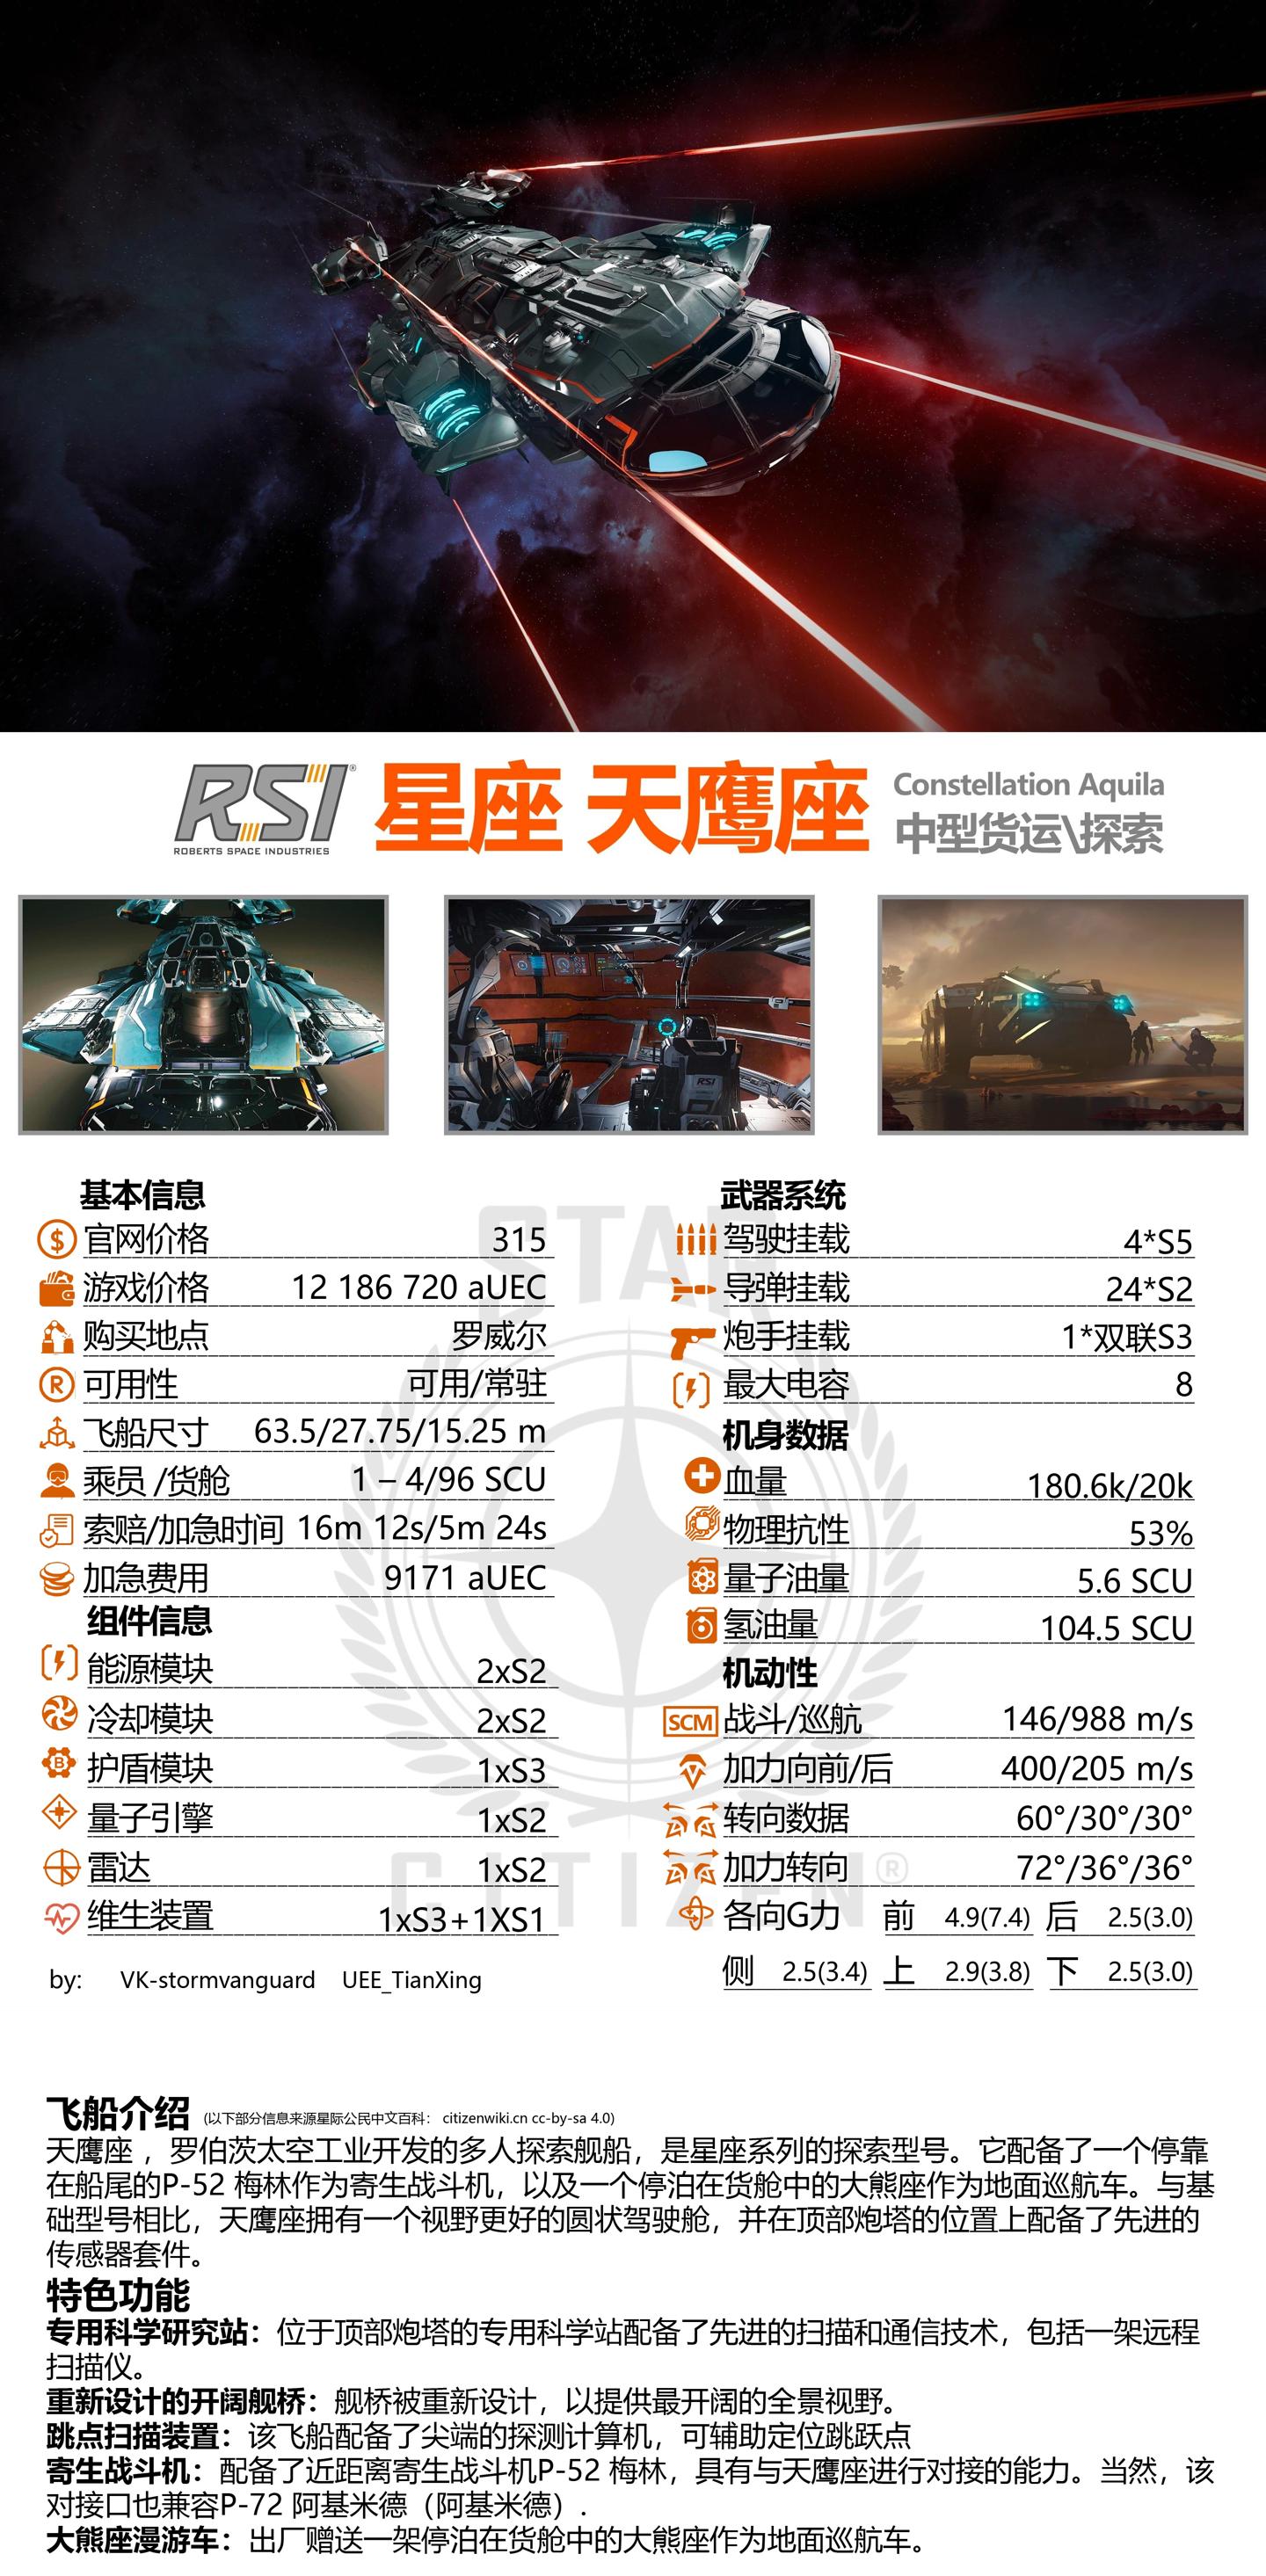 RSI®
ROBERTS SPACE INDUSTRIES
星座 天鹰座
Constellation Aquila
中型货运\探索
RSI
STAR
CITIZEN®
基本信息
官网价格 315
游戏价格 12 186 720 aUEC
购买地点 罗威尔
可用性 可用/常驻
飞船尺寸 63.5/27.75/15.25 m
乘员 /货舱 1 – 4/96 SCU
索赔/加急时间 16m 12s/5m 24s
加急费用 9171 aUEC
组件信息
能源模块 2xS2
冷却模块 2xS2
护盾模块 1xS3
量子引擎 1xS2
雷达 1xS2
维生装置 1xS3+1XS1
by: VK-stormvanguard UEE_TianXing
武器系统
驾驶挂载 4*S5
导弹挂载 24*S2
炮手挂载 1*双联S3
最大电容 8
机身数据
血量 180.6k/20k
物理抗性 53%
量子油量 5.6 SCU
氢油量 104.5 SCU
机动性
SCM 战斗/巡航 146/988 m/s
加力向前/后 400/205 m/s
转向数据 60°/30°/30°
加力转向 72°/36°/36°
各向G力 前 4.9(7.4) 后 2.5(3.0)
侧 2.5(3.4) 上 2.9(3.8) 下 2.5(3.0)
飞船介绍 (以下部分信息来源星际公民中文百科： citizenwiki.cn cc-by-sa 4.0)
天鹰座 ，罗伯茨太空工业开发的多人探索舰船，是星座系列的探索型号。它配备了一个停靠
在船尾的P-52 梅林作为寄生战斗机，以及一个停泊在货舱中的大熊座作为地面巡航车。与基
础型号相比，天鹰座拥有一个视野更好的圆状驾驶舱，并在顶部炮塔的位置上配备了先进的
传感器套件。
特色功能
专用科学研究站：位于顶部炮塔的专用科学站配备了先进的扫描和通信技术，包括一架远程
扫描仪。
重新设计的开阔舰桥：舰桥被重新设计，以提供最开阔的全景视野。
跳点扫描装置：该飞船配备了尖端的探测计算机，可辅助定位跳跃点
寄生战斗机：配备了近距离寄生战斗机P-52 梅林，具有与天鹰座进行对接的能力。当然，该
对接口也兼容P-72 阿基米德（阿基米德）.
大熊座漫游车：出厂赠送一架停泊在货舱中的大熊座作为地面巡航车。